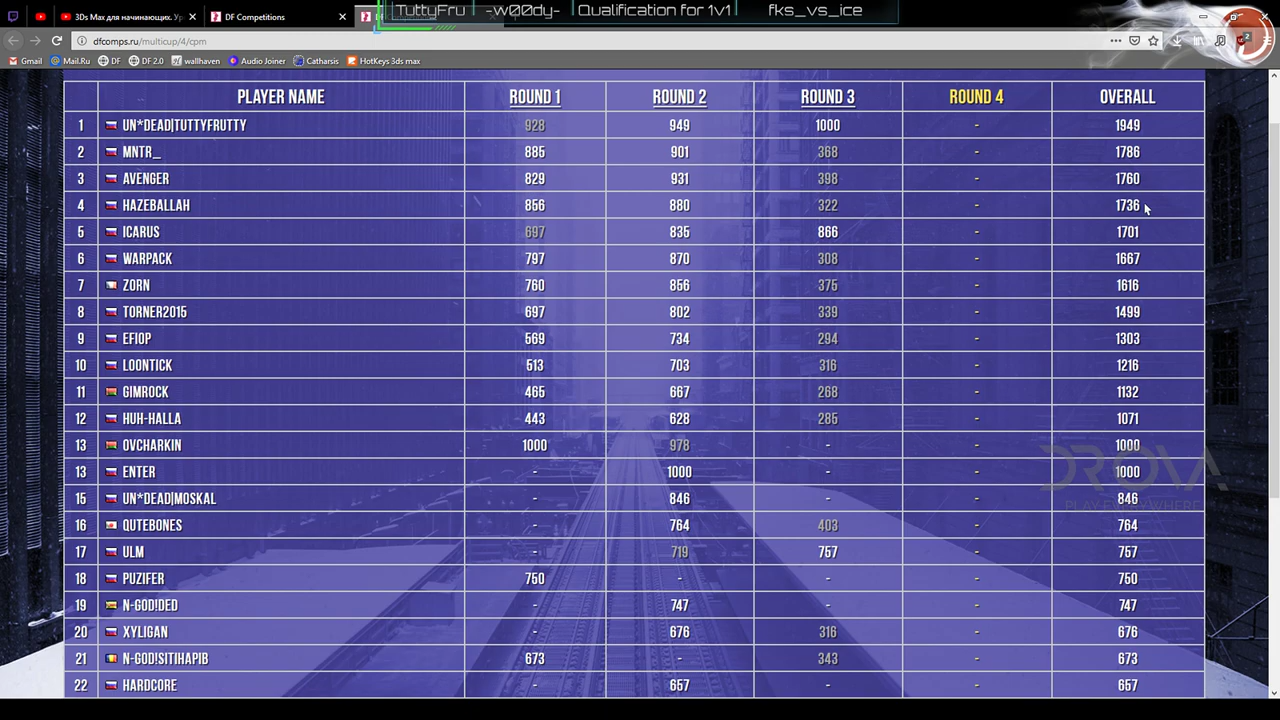 TuttyFru -w00dy- Qualification for 1v1 fks_vs_ice
3Ds Max для начинающих. Ур DF Competitions
dfcomps.ru/multicup/4/cpm
Gmail Mail.Ru DF DF 2.0 wallhaven Audio Joiner Catharsis HotKeys 3ds max
PLAYER NAME ROUND 1 ROUND 2 ROUND 3 ROUND 4 OVERALL
1 UN*DEAD|TUTTYFRUTTY 928 949 1000 - 1949
2 MNTR_ 885 901 368 - 1786
3 AVENGER 829 931 398 - 1760
4 HAZEBALLAH 856 880 322 - 1736
5 ICARUS 697 835 866 - 1701
6 WARPACK 797 870 308 - 1667
7 ZORN 760 856 375 - 1616
8 TORNER2015 697 802 339 - 1499
9 EFIOP 569 734 294 - 1303
10 LOONTICK 513 703 316 - 1216
11 GIMROCK 465 667 268 - 1132
12 HUH-HALLA 443 628 285 - 1071
13 OVCHARKIN 1000 978 - - 1000
13 ENTER - 1000 - - 1000
15 UN*DEAD|MOSKAL - 846 - - 846
16 QUTEBONES - 764 403 - 764
17 ULM - 719 757 - 757
18 PUZIFER 750 - - - 750
19 N-GOD!DED - 747 - - 747
20 XYLIGAN - 676 316 - 676
21 N-GOD!SITIHAPIB 673 - 343 - 673
22 HARDCORE - 657 - - 657
DROVA
PLAY EVERYWHERE
2